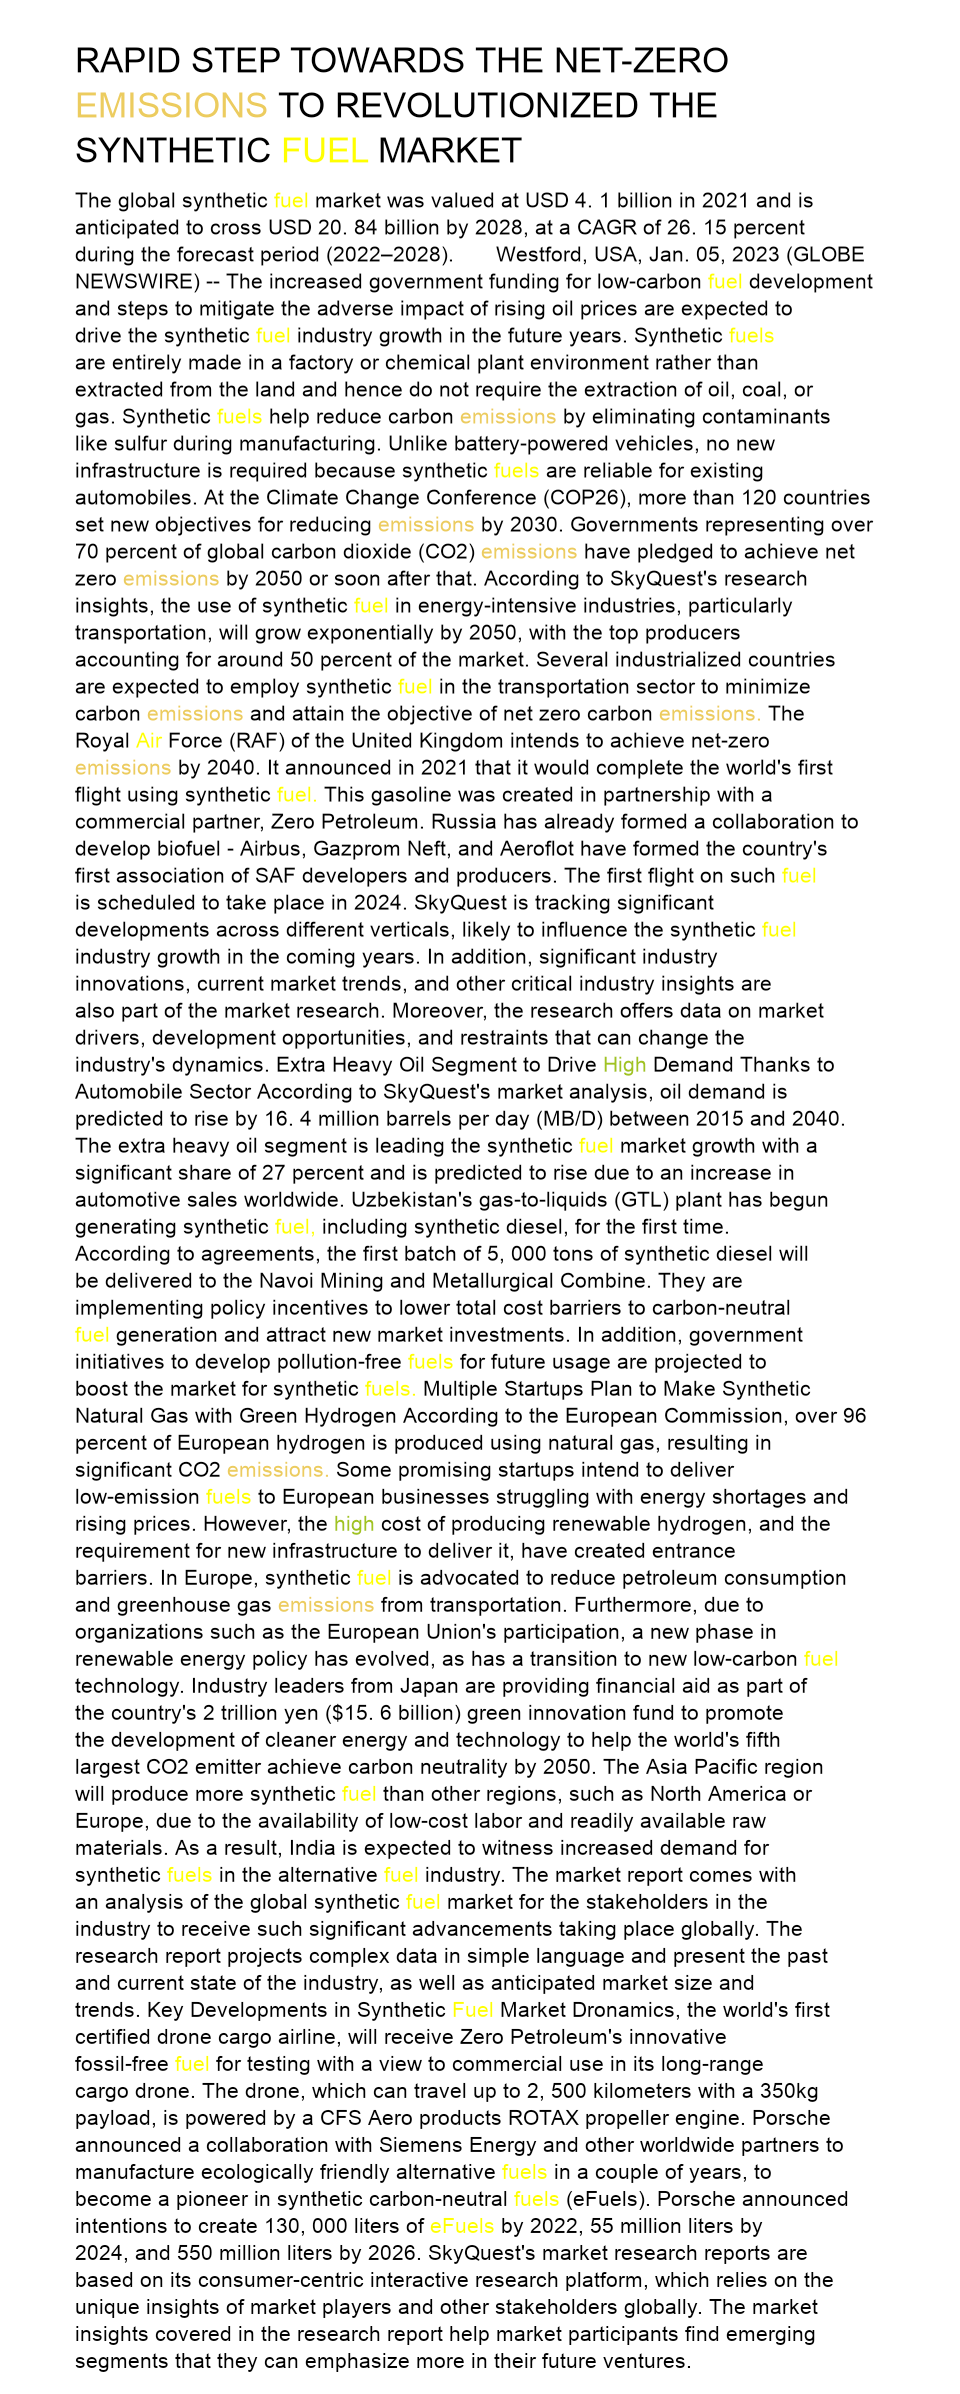 RAPID STEP TOWARDS THE NET-ZERO
EMISSIONS TO REVOLUTIONIZED THE
SYNTHETIC FUEL MARKET
The global synthetic fuel market was valued at USD 4. 1 billion in 2021 and is
anticipated to cross USD 20. 84 billion by 2028, at a CAGR of 26. 15 percent
during the forecast period (2022–2028). Westford, USA, Jan. 05, 2023 (GLOBE
NEWSWIRE) -- The increased government funding for low-carbon fuel development
and steps to mitigate the adverse impact of rising oil prices are expected to
drive the synthetic fuel industry growth in the future years. Synthetic fuels
are entirely made in a factory or chemical plant environment rather than
extracted from the land and hence do not require the extraction of oil, coal, or
gas. Synthetic fuels help reduce carbon emissions by eliminating contaminants
like sulfur during manufacturing. Unlike battery-powered vehicles, no new
infrastructure is required because synthetic fuels are reliable for existing
automobiles. At the Climate Change Conference (COP26), more than 120 countries
set new objectives for reducing emissions by 2030. Governments representing over
70 percent of global carbon dioxide (CO2) emissions have pledged to achieve net
zero emissions by 2050 or soon after that. According to SkyQuest's research
insights, the use of synthetic fuel in energy-intensive industries, particularly
transportation, will grow exponentially by 2050, with the top producers
accounting for around 50 percent of the market. Several industrialized countries
are expected to employ synthetic fuel in the transportation sector to minimize
carbon emissions and attain the objective of net zero carbon emissions. The
Royal Air Force (RAF) of the United Kingdom intends to achieve net-zero
emissions by 2040. It announced in 2021 that it would complete the world's first
flight using synthetic fuel. This gasoline was created in partnership with a
commercial partner, Zero Petroleum. Russia has already formed a collaboration to
develop biofuel - Airbus, Gazprom Neft, and Aeroflot have formed the country's
first association of SAF developers and producers. The first flight on such fuel
is scheduled to take place in 2024. SkyQuest is tracking significant
developments across different verticals, likely to influence the synthetic fuel
industry growth in the coming years. In addition, significant industry
innovations, current market trends, and other critical industry insights are
also part of the market research. Moreover, the research offers data on market
drivers, development opportunities, and restraints that can change the
industry's dynamics. Extra Heavy Oil Segment to Drive High Demand Thanks to
Automobile Sector According to SkyQuest's market analysis, oil demand is
predicted to rise by 16. 4 million barrels per day (MB/D) between 2015 and 2040.
The extra heavy oil segment is leading the synthetic fuel market growth with a
significant share of 27 percent and is predicted to rise due to an increase in
automotive sales worldwide. Uzbekistan's gas-to-liquids (GTL) plant has begun
generating synthetic fuel, including synthetic diesel, for the first time.
According to agreements, the first batch of 5, 000 tons of synthetic diesel will
be delivered to the Navoi Mining and Metallurgical Combine. They are
implementing policy incentives to lower total cost barriers to carbon-neutral
fuel generation and attract new market investments. In addition, government
initiatives to develop pollution-free fuels for future usage are projected to
boost the market for synthetic fuels. Multiple Startups Plan to Make Synthetic
Natural Gas with Green Hydrogen According to the European Commission, over 96
percent of European hydrogen is produced using natural gas, resulting in
significant CO2 emissions. Some promising startups intend to deliver
low-emission fuels to European businesses struggling with energy shortages and
rising prices. However, the high cost of producing renewable hydrogen, and the
requirement for new infrastructure to deliver it, have created entrance
barriers. In Europe, synthetic fuel is advocated to reduce petroleum consumption
and greenhouse gas emissions from transportation. Furthermore, due to
organizations such as the European Union's participation, a new phase in
renewable energy policy has evolved, as has a transition to new low-carbon fuel
technology. Industry leaders from Japan are providing financial aid as part of
the country's 2 trillion yen ($15. 6 billion) green innovation fund to promote
the development of cleaner energy and technology to help the world's fifth
largest CO2 emitter achieve carbon neutrality by 2050. The Asia Pacific region
will produce more synthetic fuel than other regions, such as North America or
Europe, due to the availability of low-cost labor and readily available raw
materials. As a result, India is expected to witness increased demand for
synthetic fuels in the alternative fuel industry. The market report comes with
an analysis of the global synthetic fuel market for the stakeholders in the
industry to receive such significant advancements taking place globally. The
research report projects complex data in simple language and present the past
and current state of the industry, as well as anticipated market size and
trends. Key Developments in Synthetic Fuel Market Dronamics, the world's first
certified drone cargo airline, will receive Zero Petroleum's innovative
fossil-free fuel for testing with a view to commercial use in its long-range
cargo drone. The drone, which can travel up to 2, 500 kilometers with a 350kg
payload, is powered by a CFS Aero products ROTAX propeller engine. Porsche
announced a collaboration with Siemens Energy and other worldwide partners to
manufacture ecologically friendly alternative fuels in a couple of years, to
become a pioneer in synthetic carbon-neutral fuels (eFuels). Porsche announced
intentions to create 130, 000 liters of eFuels by 2022, 55 million liters by
2024, and 550 million liters by 2026. SkyQuest's market research reports are
based on its consumer-centric interactive research platform, which relies on the
unique insights of market players and other stakeholders globally. The market
insights covered in the research report help market participants find emerging
segments that they can emphasize more in their future ventures.